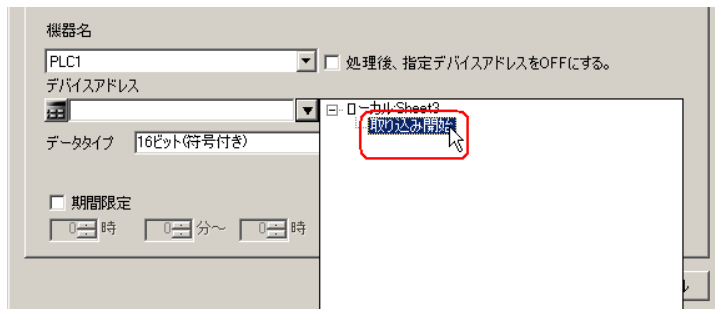 機器名
PLC1 処理後、指定デバイスアドレスをOFFにする。
デバイスアドレス
ローカル:Sheet3
取り込み開始
データタイプ 16ビット(符号付き)
期間限定
0 時 0 分～ 0 時
ル